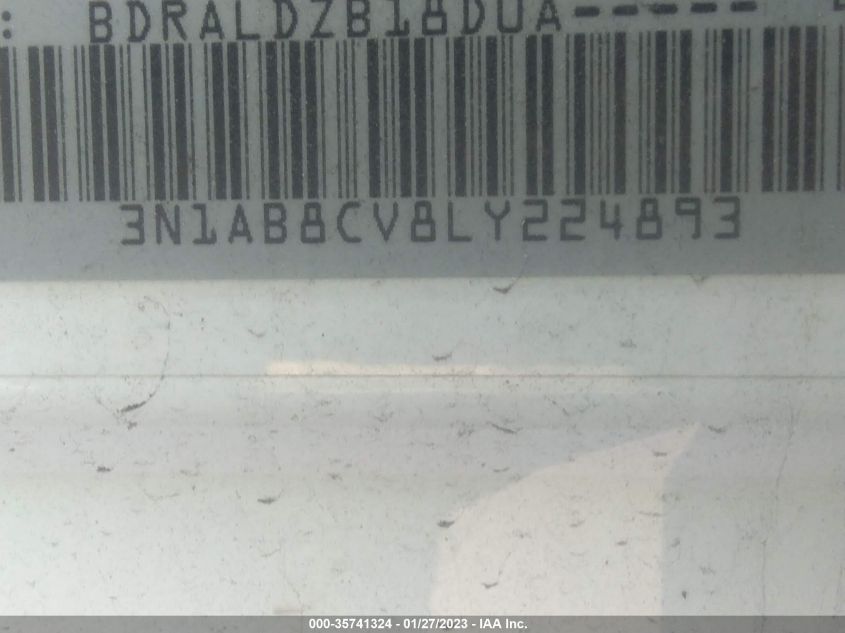 : BDRALDZB18DUA-----
3N1AB8CV8LY224893
000-35741324 - 01/27/2023 - IAA Inc.